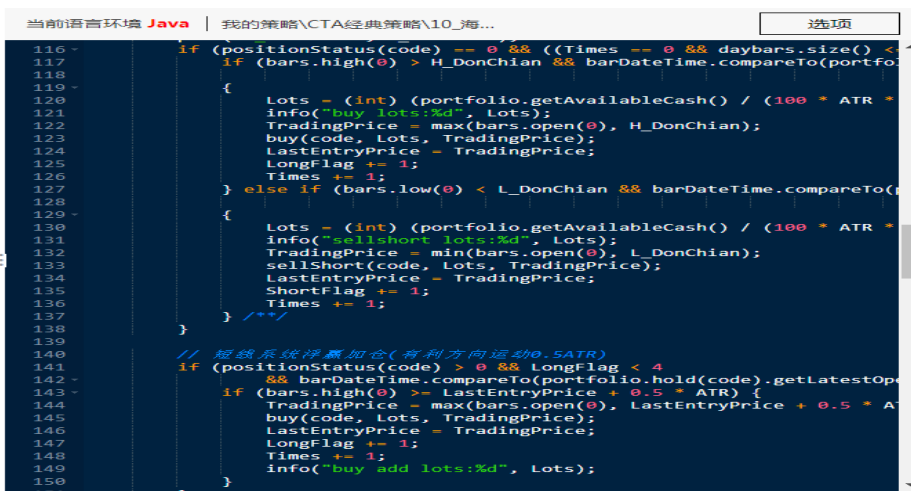 当前语言环境 Java | 我的策略\CTA经典策略\10_海... 选项
116 if (positionStatus(code) == 0 && ((Times == 0 && daybars.size() <
117 if (bars.high(0) > H_DonChian && barDateTime.compareTo(portfo
118
119 {
120 Lots = (int) (portfolio.getAvailableCash() / (100 * ATR *
121 info("buy lots:%d", Lots);
122 TradingPrice = max(bars.open(0), H_DonChian);
123 buy(code, Lots, TradingPrice);
124 LastEntryPrice = TradingPrice;
125 LongFlag += 1;
126 Times += 1;
127 } else if (bars.low(0) < L_DonChian && barDateTime.compareTo(
128
129 {
130 Lots = (int) (portfolio.getAvailableCash() / (100 * ATR *
131 info("sellshort lots:%d", Lots);
132 TradingPrice = min(bars.open(0), L_DonChian);
133 sellShort(code, Lots, TradingPrice);
134 LastEntryPrice = TradingPrice;
135 ShortFlag += 1;
136 Times += 1;
137 } /**/
138 }
139
140 // 短线系统浮赢加仓(有利方向运动0.5ATR)
141 if (positionStatus(code) > 0 && LongFlag < 4
142 && barDateTime.compareTo(portfolio.hold(code).getLatestOpe
143 if (bars.high(0) >= LastEntryPrice + 0.5 * ATR) {
144 TradingPrice = max(bars.open(0), LastEntryPrice + 0.5 * A
145 buy(code, Lots, TradingPrice);
146 LastEntryPrice = TradingPrice;
147 LongFlag += 1;
148 Times += 1;
149 info("buy add lots:%d", Lots);
150 }